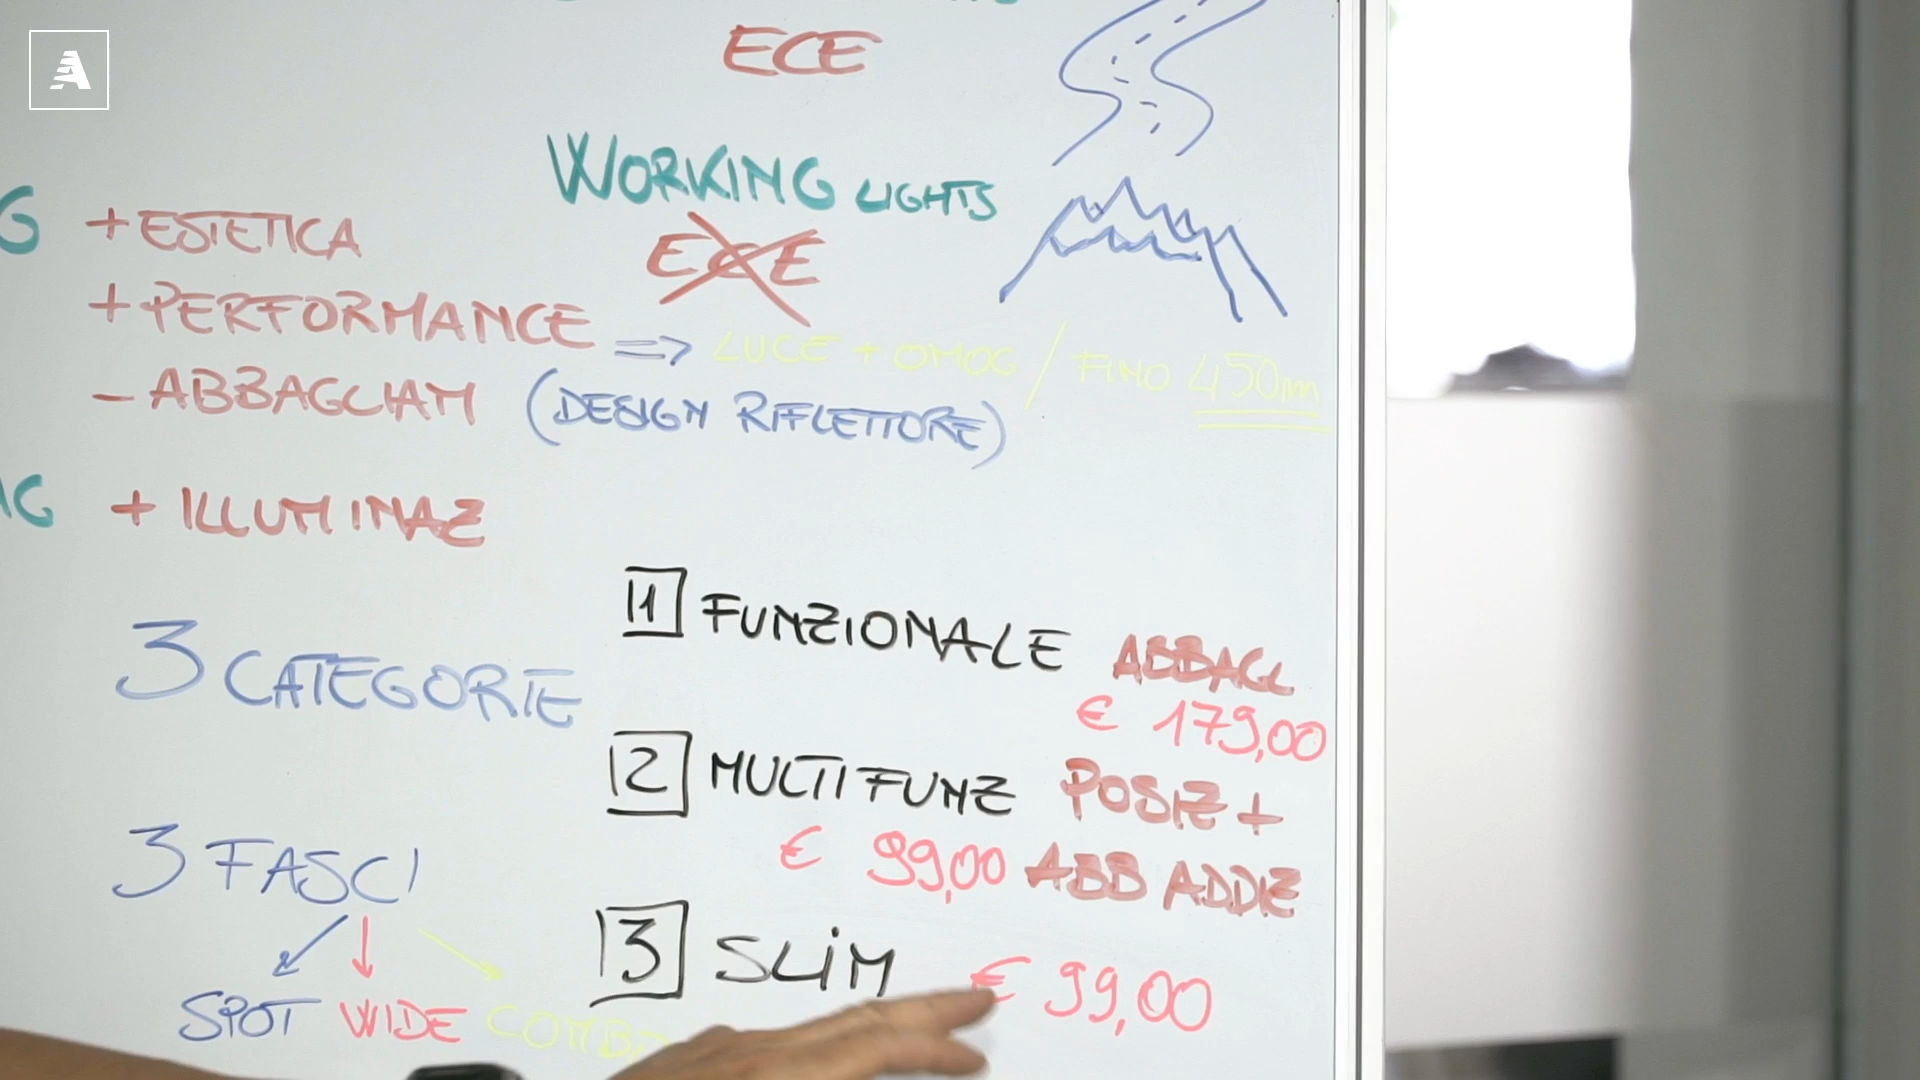 A
ECE
WORKING LIGHTS
ECE
G + ESTETICA
+ PERFORMANCE => LUCE + OMOG / FINO 450m
- ABBAGLIAM (DESIGN RIFLETTORE)
+ ILLUMINAZ
3 CATEGORIE
1 FUNZIONALE ABBAGL
€ 179,00
2 MULTIFUNZ POSIZ +
€ 99,00 ABB ADDIZ
3 FASCI
3 SLIM € 99,00
SPOT WIDE COMB